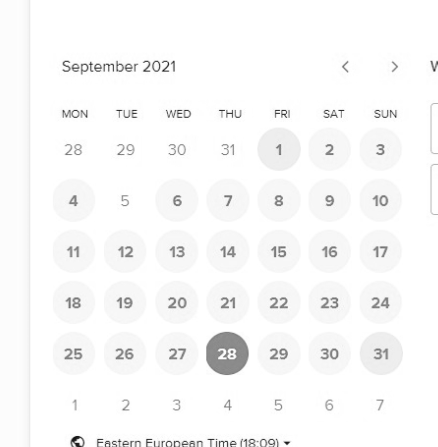 September 2021
W
MON TUE WED THU FRI SAT SUN
28 29 30 31 1 2 3
4 5 6 7 8 9 10
11 12 13 14 15 16 17
18 19 20 21 22 23 24
25 26 27 28 29 30 31
1 2 3 4 5 6 7
Eastern European Time (18:09)